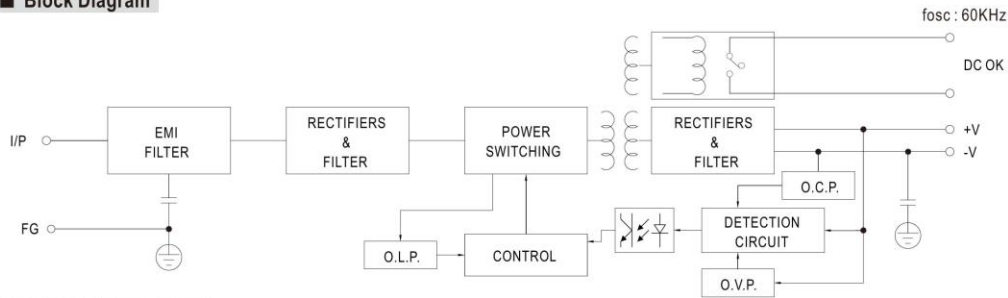 ■ Block Diagram
fosc : 60KHz
DC OK
I/P
EMI
FILTER
RECTIFIERS
&
FILTER
POWER
SWITCHING
RECTIFIERS
&
FILTER
+V
-V
O.C.P.
FG
O.L.P.
CONTROL
DETECTION
CIRCUIT
O.V.P.